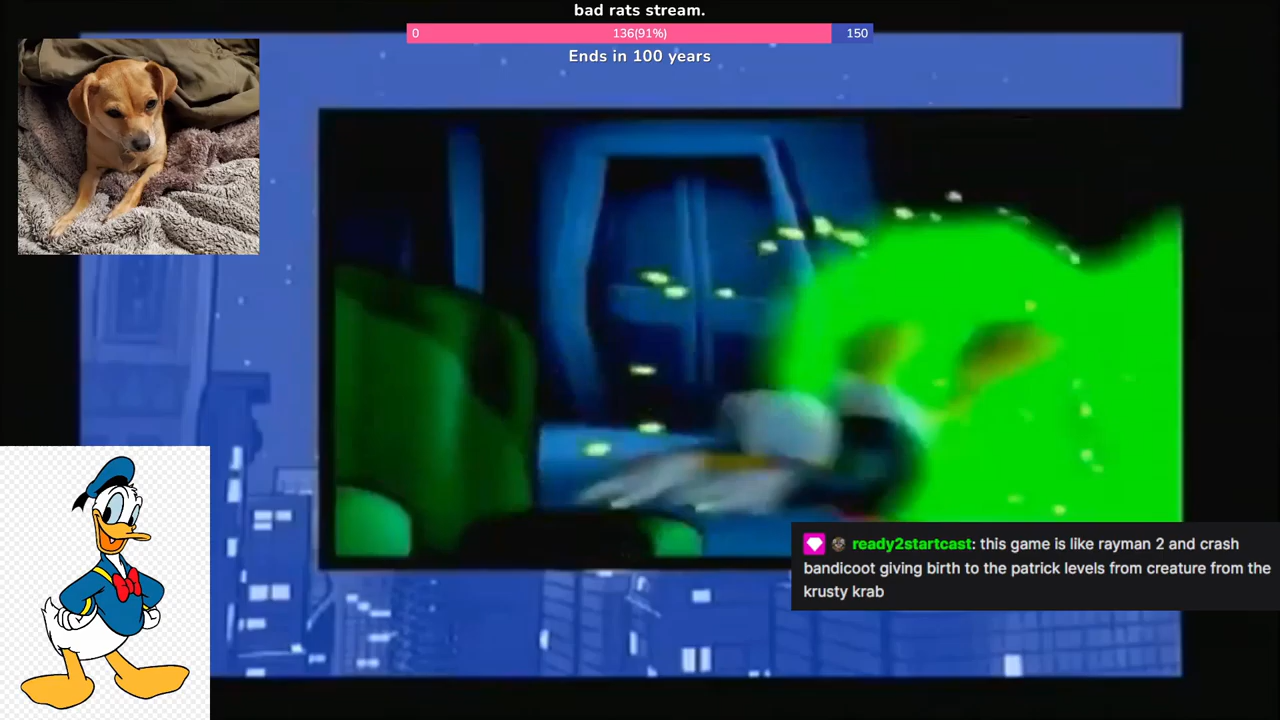 bad rats stream.
0 136(91%) 150
Ends in 100 years
ready2startcast: this game is like rayman 2 and crash
bandicoot giving birth to the patrick levels from creature from the
krusty krab